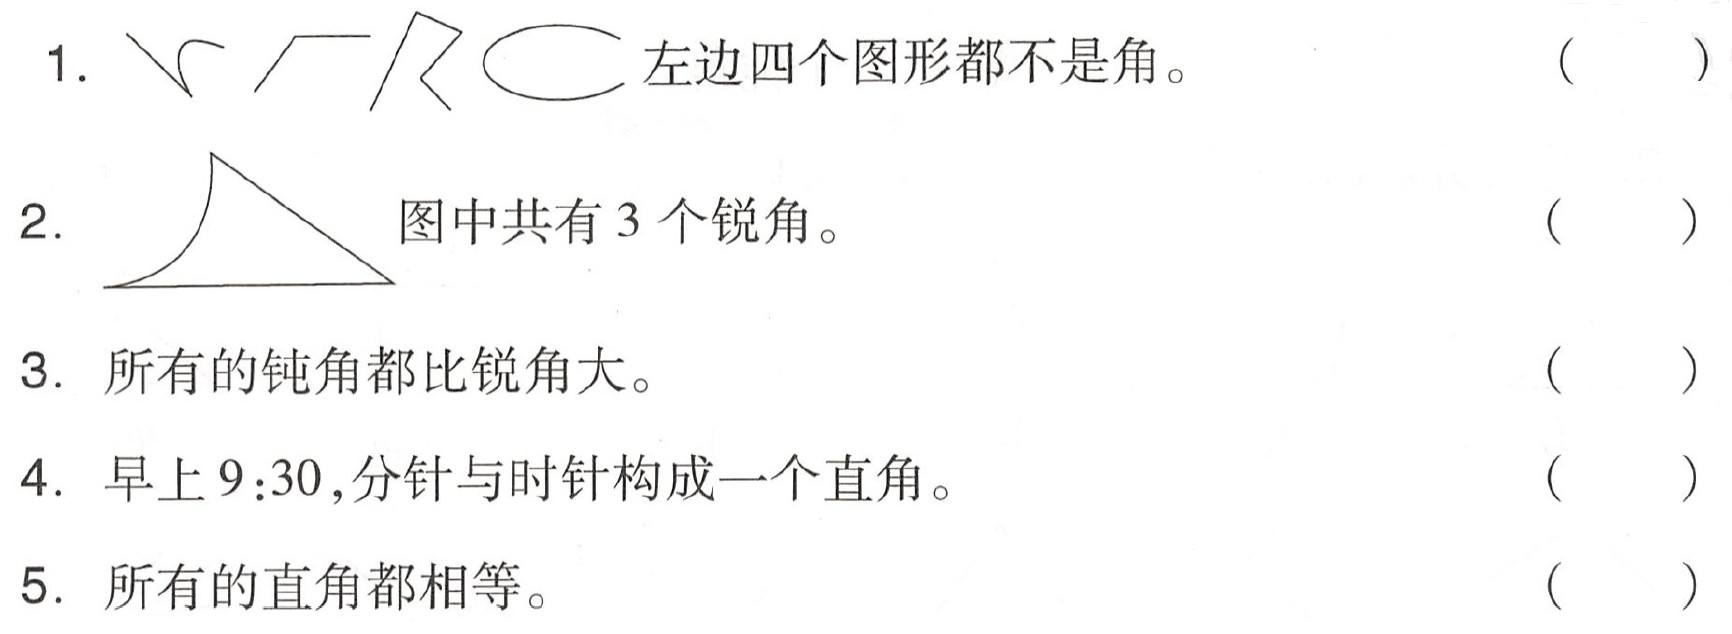 1. 左边四个图形都不是角。 (    )
2. 图中共有 3 个锐角。 (    )
3. 所有的钝角都比锐角大。 (    )
4. 早上 9:30,分针与时针构成一个直角。 (    )
5. 所有的直角都相等。 (    )